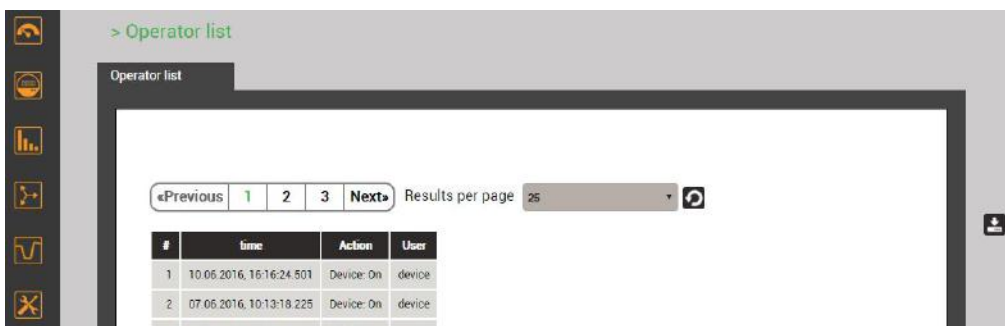 > Operator list
Operator list
«Previous 1 2 3 Next» Results per page 25
# time Action User
1 10.06.2016, 16:16:24.501 Device: On device
2 07.06.2016, 10:13:18.225 Device: On device